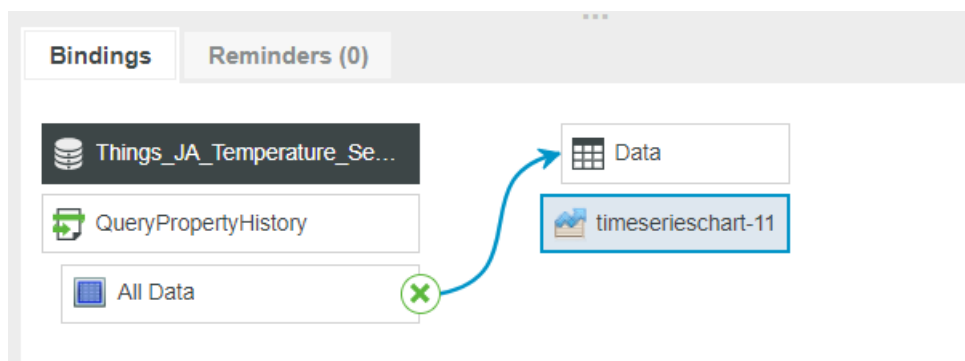 Bindings
Reminders (0)
Things_JA_Temperature_Se...
Data
QueryPropertyHistory
timeserieschart-11
All Data